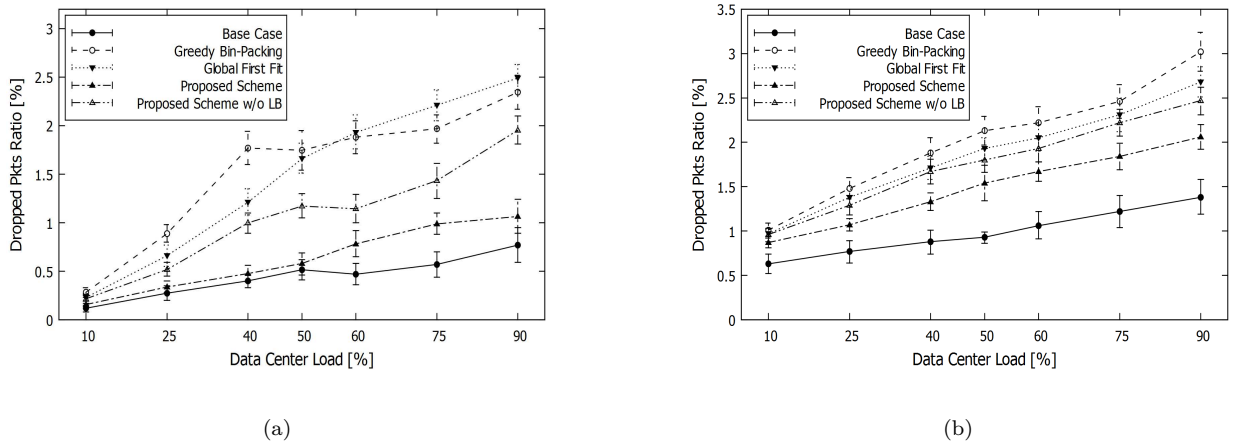 Dropped Pkts Ratio [%]
3
2.5
2
1.5
1
0.5
0
Base Case
Greedy Bin-Packing
Global First Fit
Proposed Scheme
Proposed Scheme w/o LB
10 25 40 50 60 75 90
Data Center Load [%]
(a)
Dropped Pkts Ratio [%]
3.5
3
2.5
2
1.5
1
0.5
0
Base Case
Greedy Bin-Packing
Global First Fit
Proposed Scheme
Proposed Scheme w/o LB
10 25 40 50 60 75 90
Data Center Load [%]
(b)